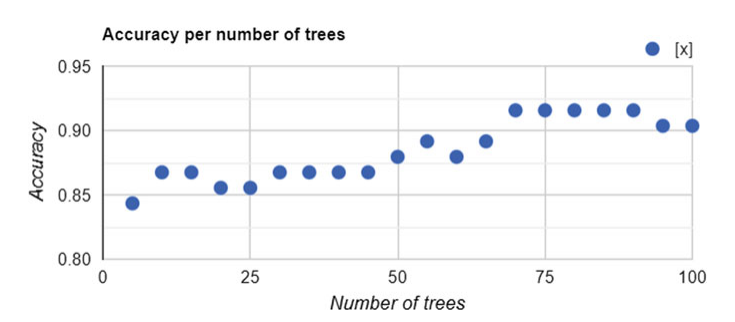 Accuracy per number of trees
[x]
0.95
0.90
0.85
0.80
Accuracy
0 25 50 75 100
Number of trees